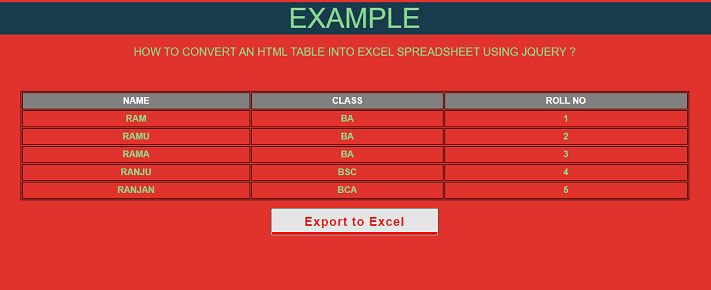 EXAMPLE
HOW TO CONVERT AN HTML TABLE INTO EXCEL SPREADSHEET USING JQUERY ?
NAME CLASS ROLL NO
RAM BA 1
RAMU BA 2
RAMA BA 3
RANJU BSC 4
RANJAN BCA 5
Export to Excel